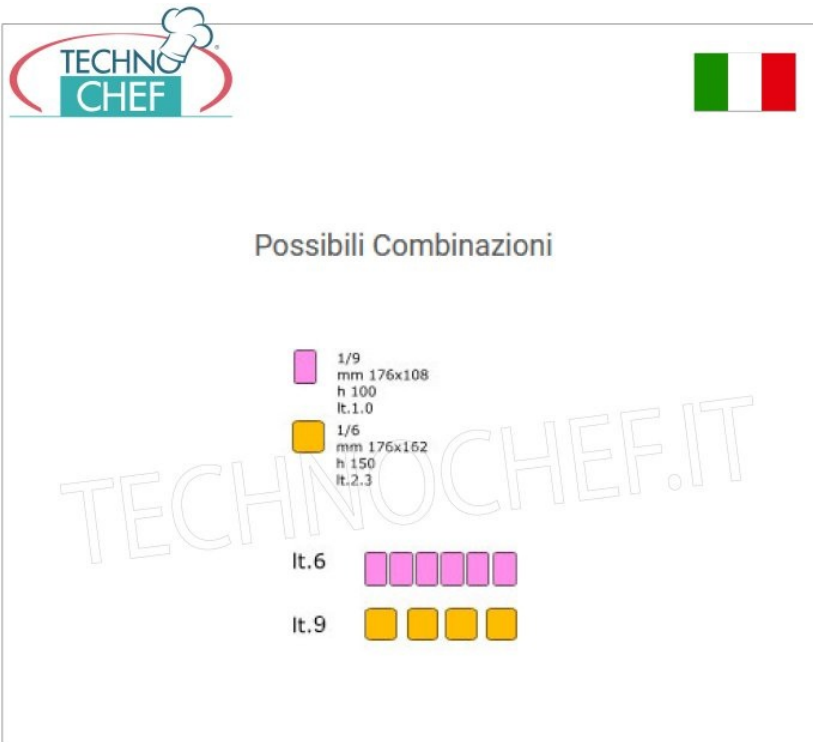 TECHNO
CHEF
Possibili Combinazioni
1/9
mm 176x108
h 100
lt.1.0
1/6
mm 176x162
h 150
lt.2.3
TECHNOCHEF.IT
lt.6
lt.9